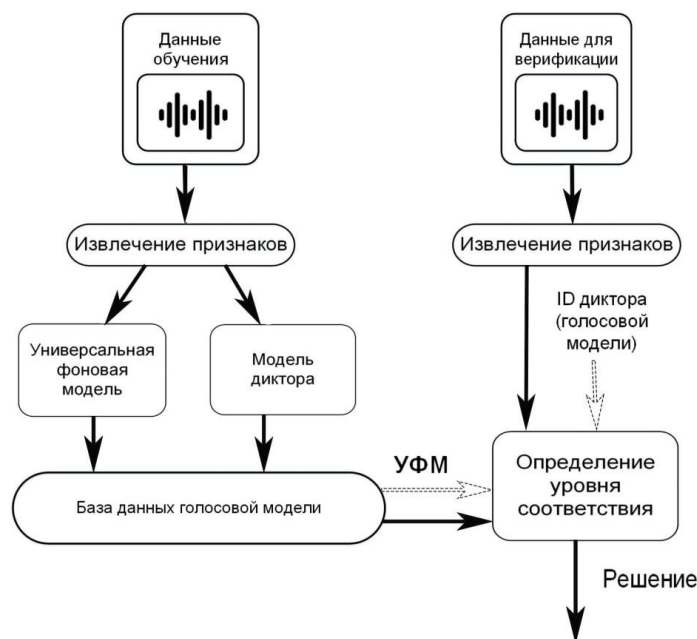 Данные
обучения
Данные для
верификации
Извлечение признаков
Извлечение признаков
ID диктора
(голосовой
модели)
Универсальная
фоновая
модель
Модель
диктора
УФМ
База данных голосовой модели
Определение
уровня
соответствия
Решение